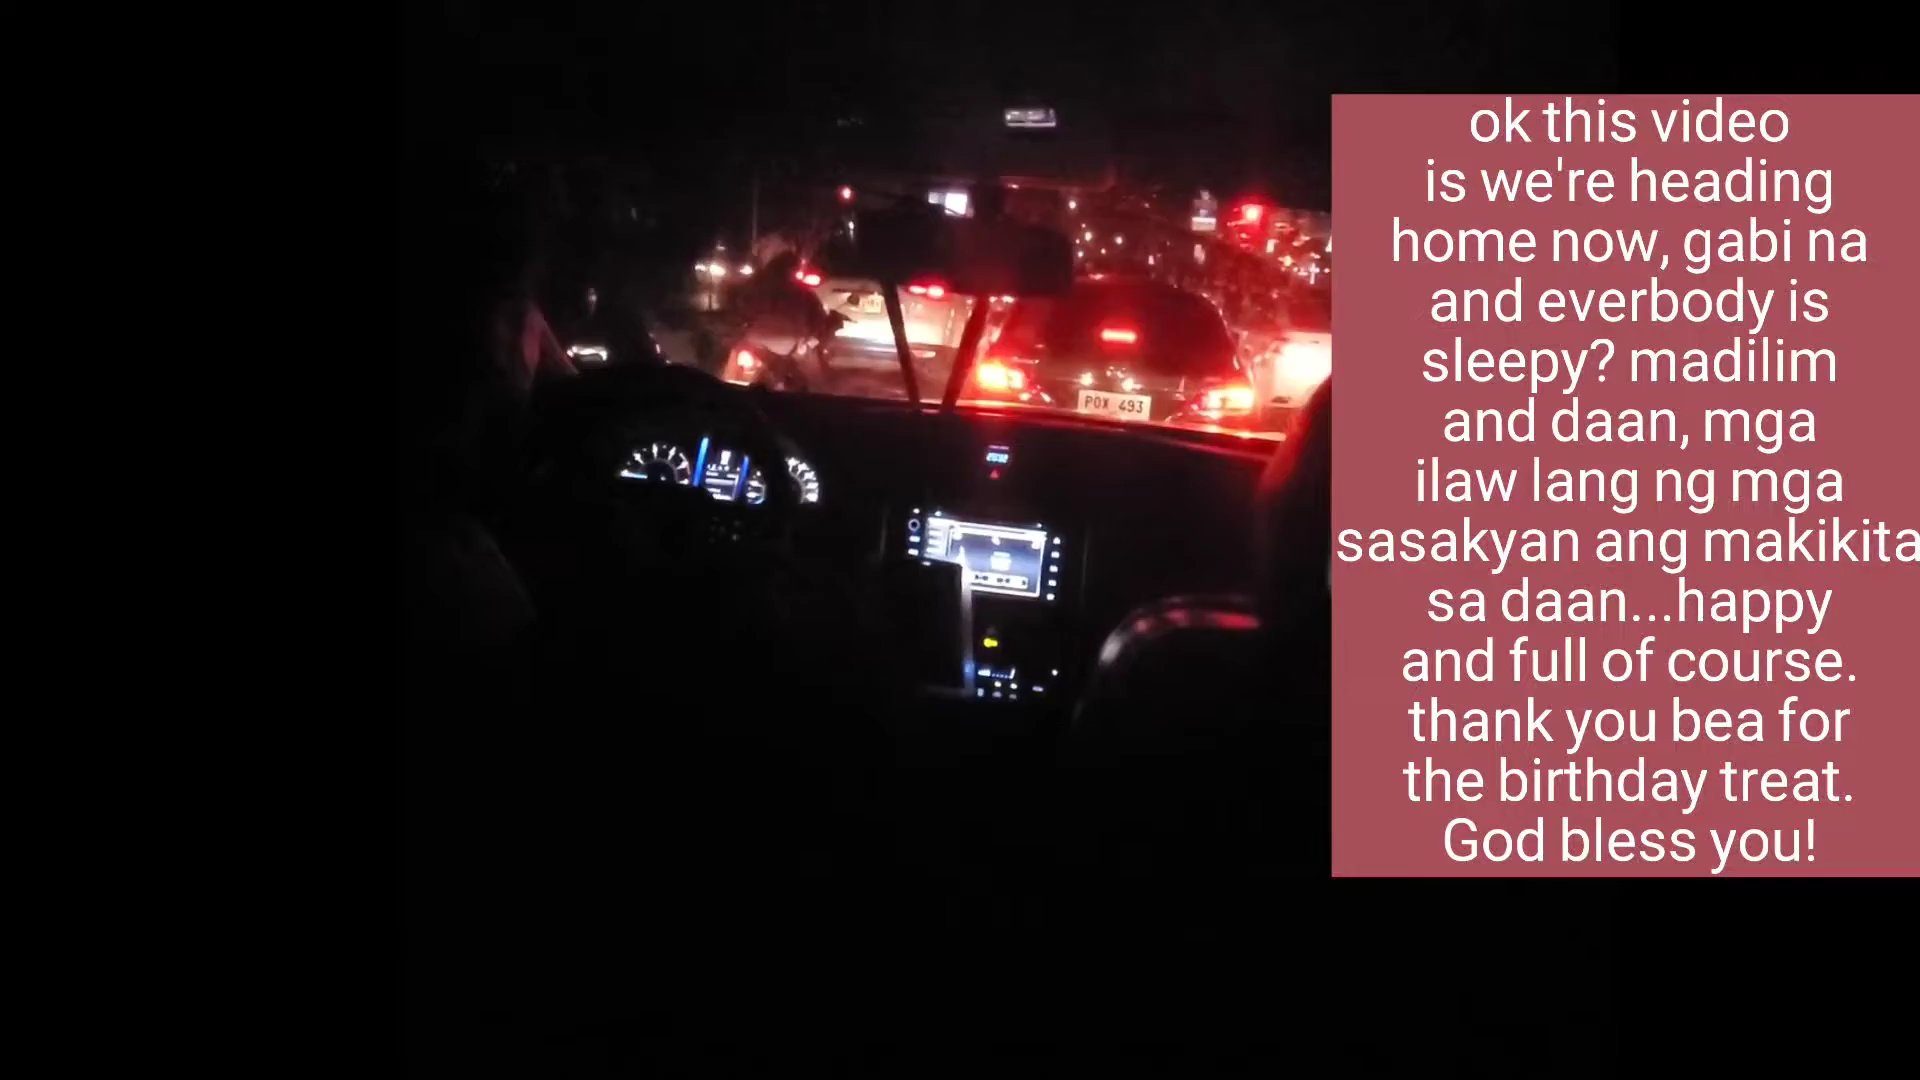 ok this video
is we're heading
home now, gabi na
and everbody is
sleepy? madilim
and daan, mga
ilaw lang ng mga
sasakyan ang makikita
sa daan...happy
and full of course.
thank you bea for
the birthday treat.
God bless you!
POX 493